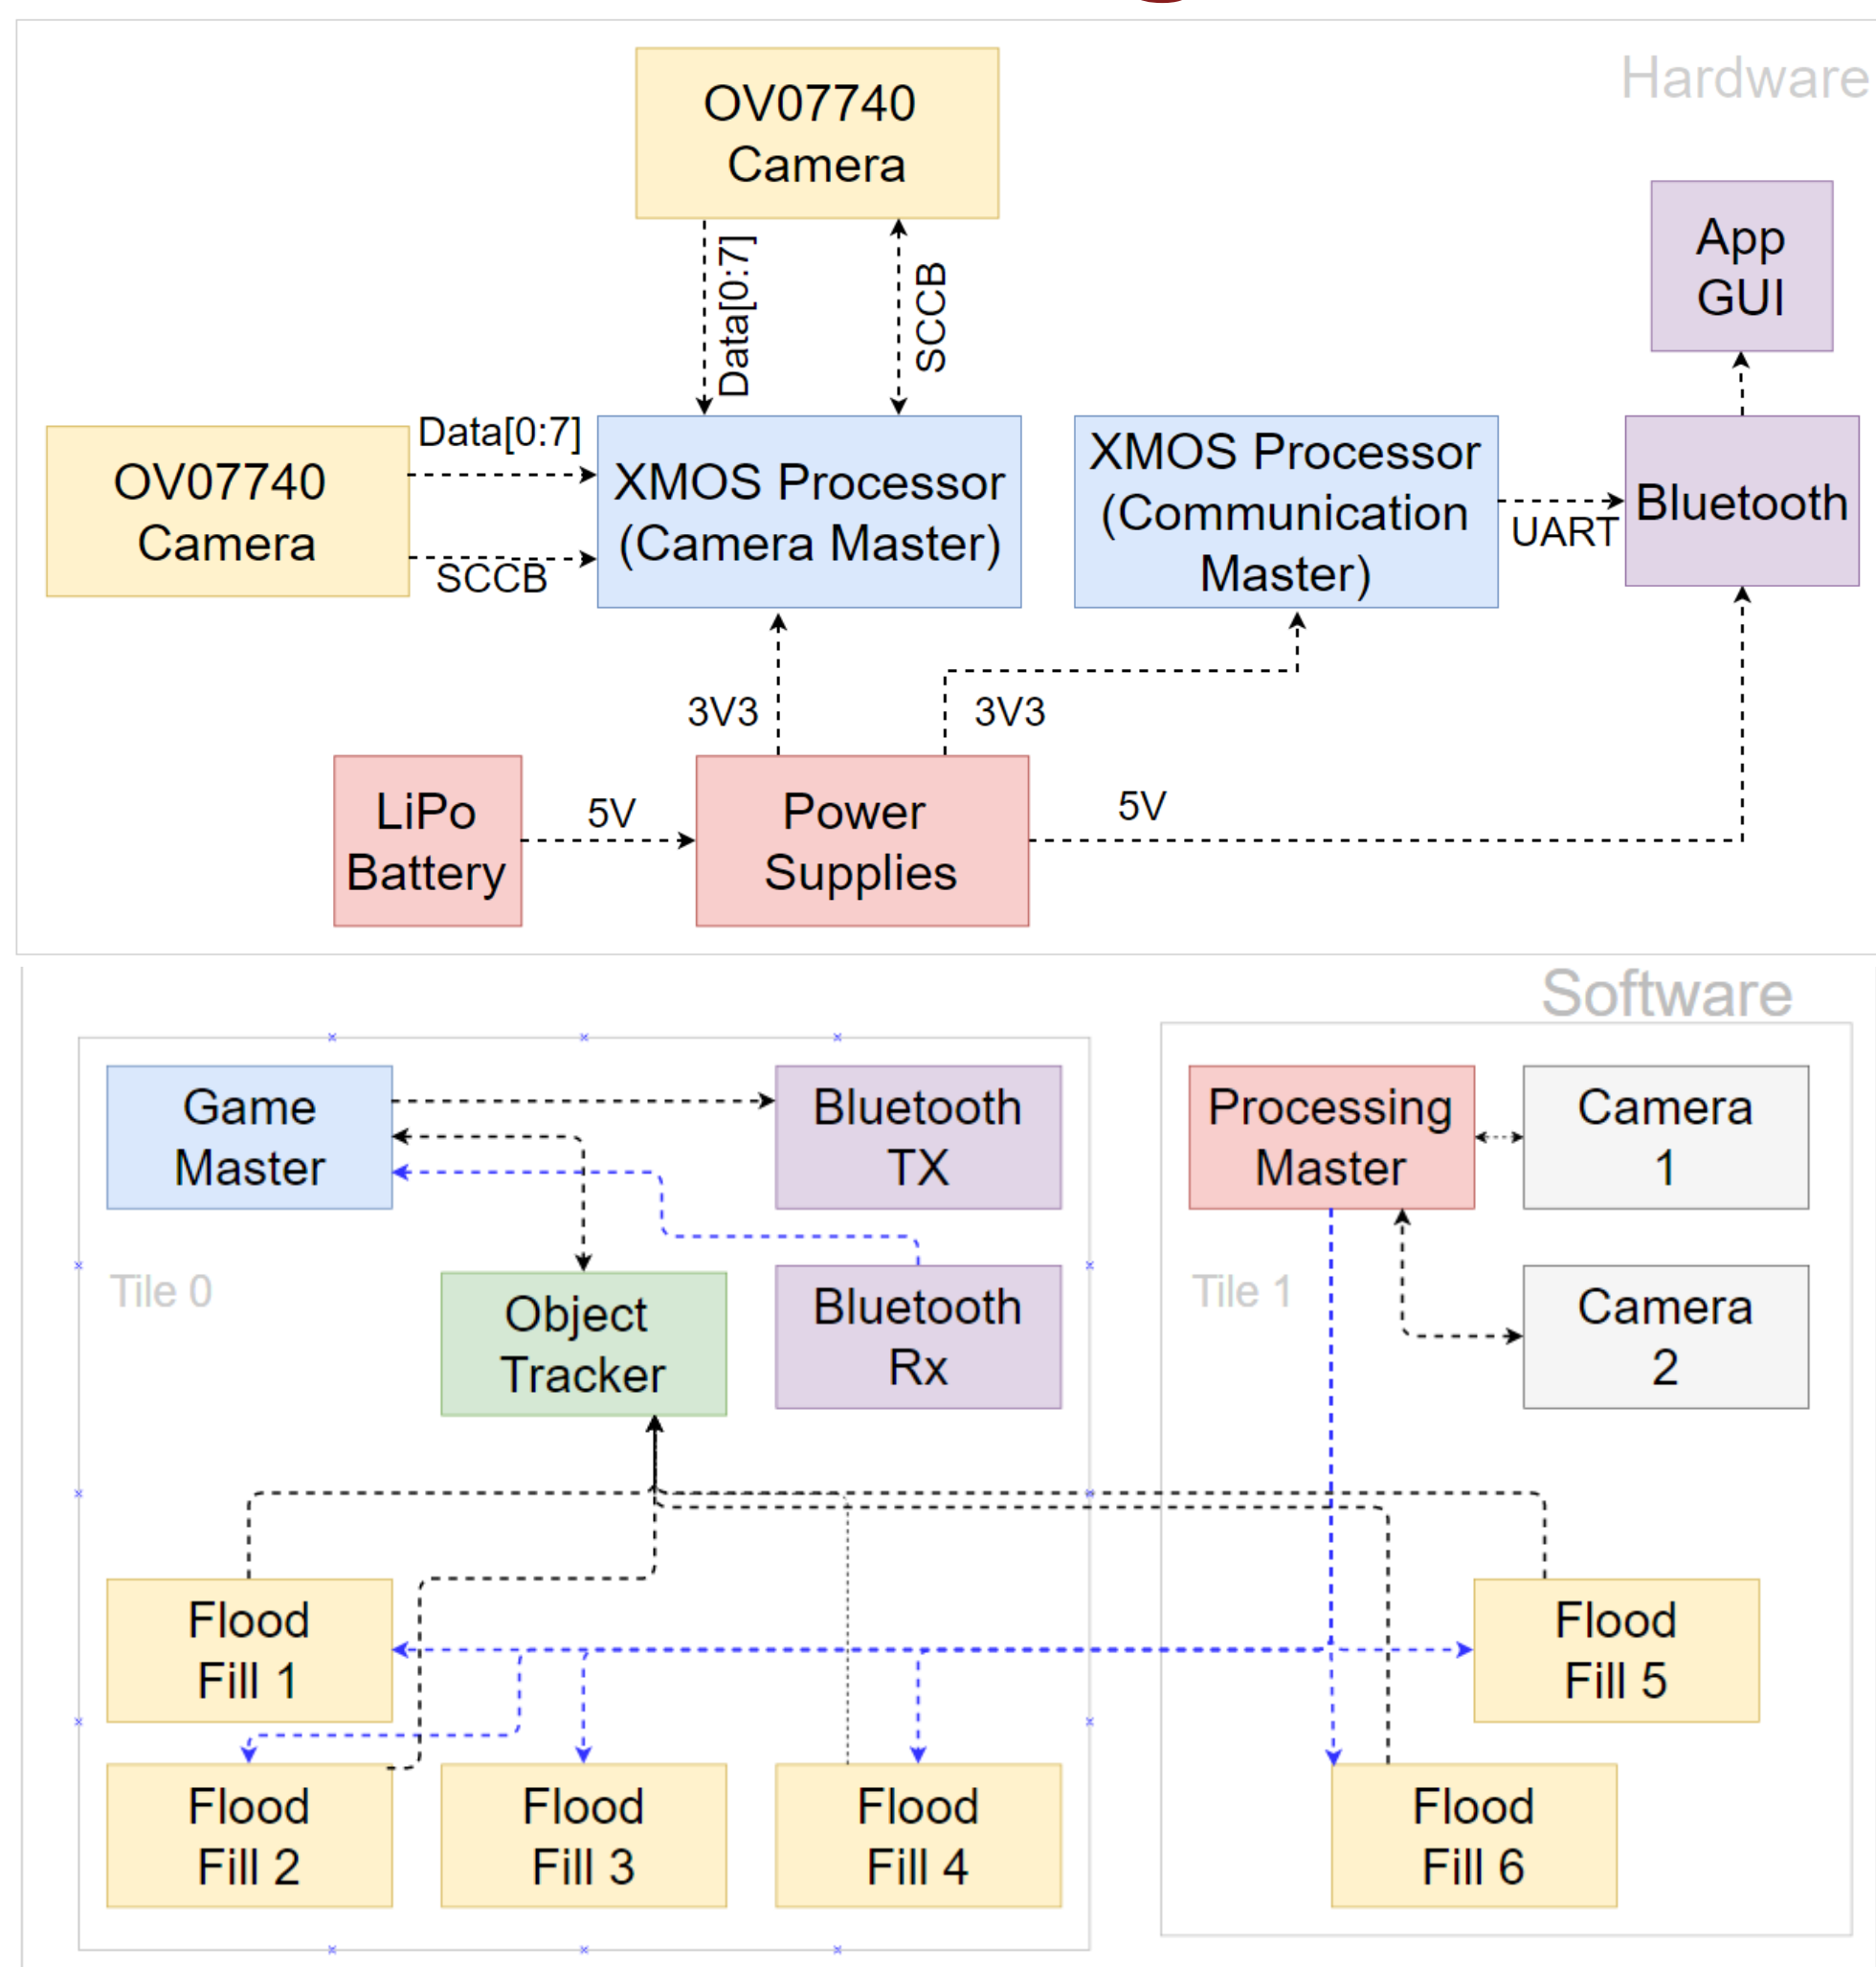 Hardware
OV07740
Camera
Data[0:7]
SCCB
App
GUI
OV07740
Camera
Data[0:7]
SCCB
XMOS Processor
(Camera Master)
XMOS Processor
(Communication
Master)
UART
Bluetooth
3V3
3V3
LiPo
Battery
5V
Power
Supplies
5V
Software
Game
Master
Bluetooth
TX
Processing
Master
Camera
1
Tile 0
Object
Tracker
Bluetooth
Rx
Tile 1
Camera
2
Flood
Fill 1
Flood
Fill 5
Flood
Fill 2
Flood
Fill 3
Flood
Fill 4
Flood
Fill 6